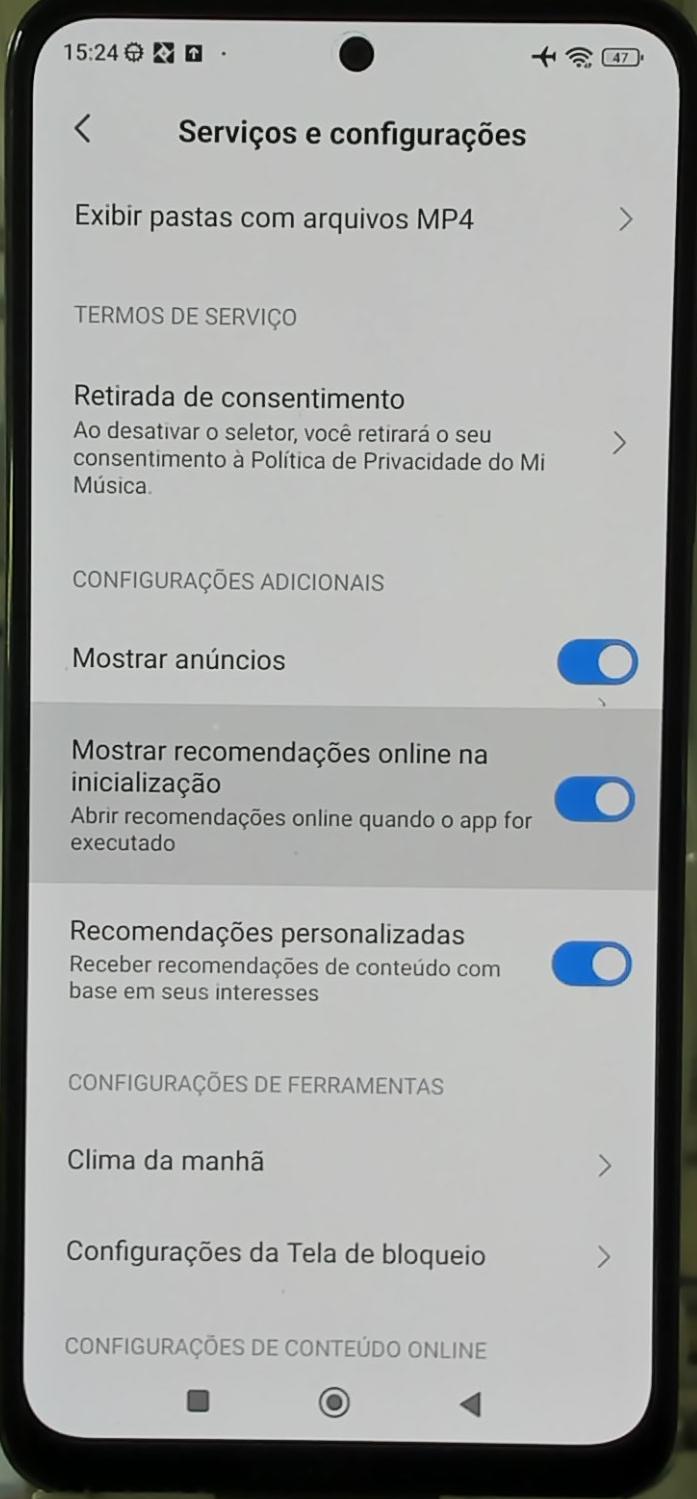 15:24
47
Serviços e configurações
Exibir pastas com arquivos MP4
TERMOS DE SERVIÇO
Retirada de consentimento
Ao desativar o seletor, você retirará o seu
consentimento à Política de Privacidade do Mi
Música.
CONFIGURAÇÕES ADICIONAIS
Mostrar anúncios
Mostrar recomendações online na
inicialização
Abrir recomendações online quando o app for
executado
Recomendações personalizadas
Receber recomendações de conteúdo com
base em seus interesses
CONFIGURAÇÕES DE FERRAMENTAS
Clima da manhã
Configurações da Tela de bloqueio
CONFIGURAÇÕES DE CONTEÚDO ONLINE